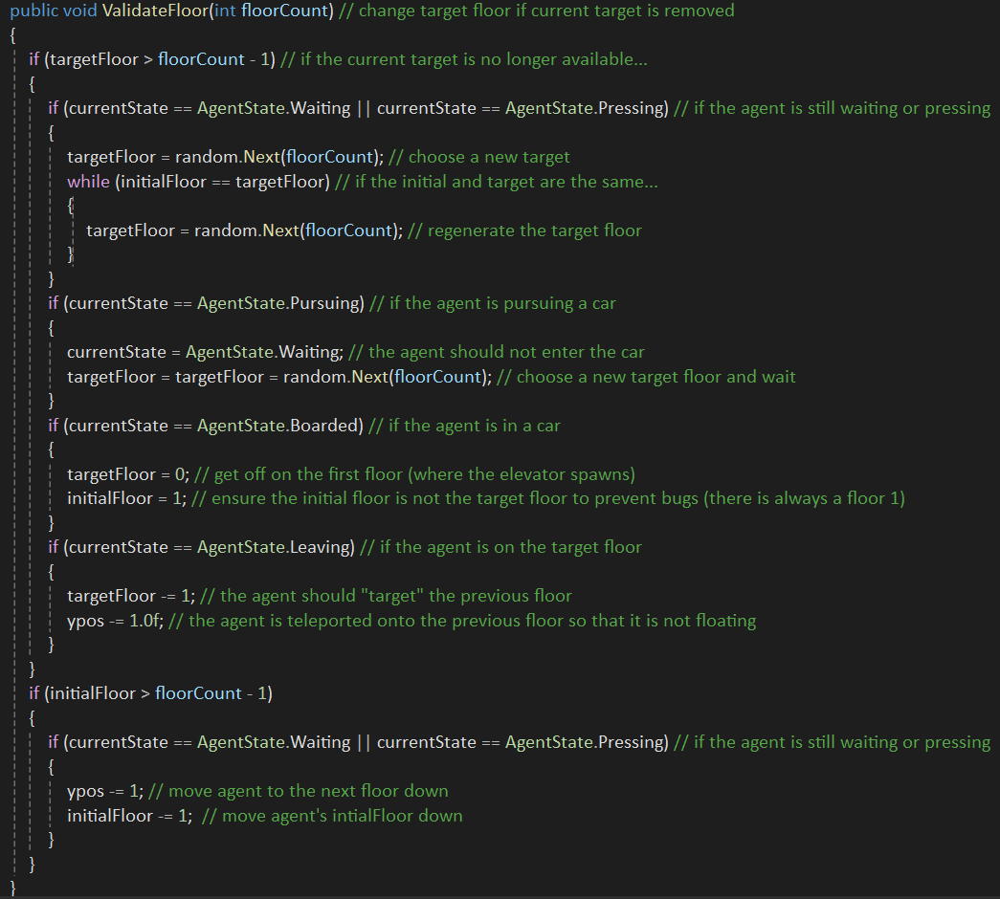 public void ValidateFloor(int floorCount) // change target floor if current target is removed
{
if (targetFloor > floorCount - 1) // if the current target is no longer available...
{
if (currentState == AgentState.Waiting || currentState == AgentState.Pressing) // if the agent is still waiting or pressing
{
targetFloor = random.Next(floorCount); // choose a new target
while (initialFloor == targetFloor) // if the initial and target are the same...
{
targetFloor = random.Next(floorCount); // regenerate the target floor
}
}
if (currentState == AgentState.Pursuing) // if the agent is pursuing a car
{
currentState = AgentState.Waiting; // the agent should not enter the car
targetFloor = targetFloor = random.Next(floorCount); // choose a new target floor and wait
}
if (currentState == AgentState.Boarded) // if the agent is in a car
{
targetFloor = 0; // get off on the first floor (where the elevator spawns)
initialFloor = 1; // ensure the initial floor is not the target floor to prevent bugs (there is always a floor 1)
}
if (currentState == AgentState.Leaving) // if the agent is on the target floor
{
targetFloor -= 1; // the agent should "target" the previous floor
ypos -= 1.0f; // the agent is teleported onto the previous floor so that it is not floating
}
}
if (initialFloor > floorCount - 1)
{
if (currentState == AgentState.Waiting || currentState == AgentState.Pressing) // if the agent is still waiting or pressing
{
ypos -= 1; // move agent to the next floor down
initialFloor -= 1; // move agent's intialFloor down
}
}
}